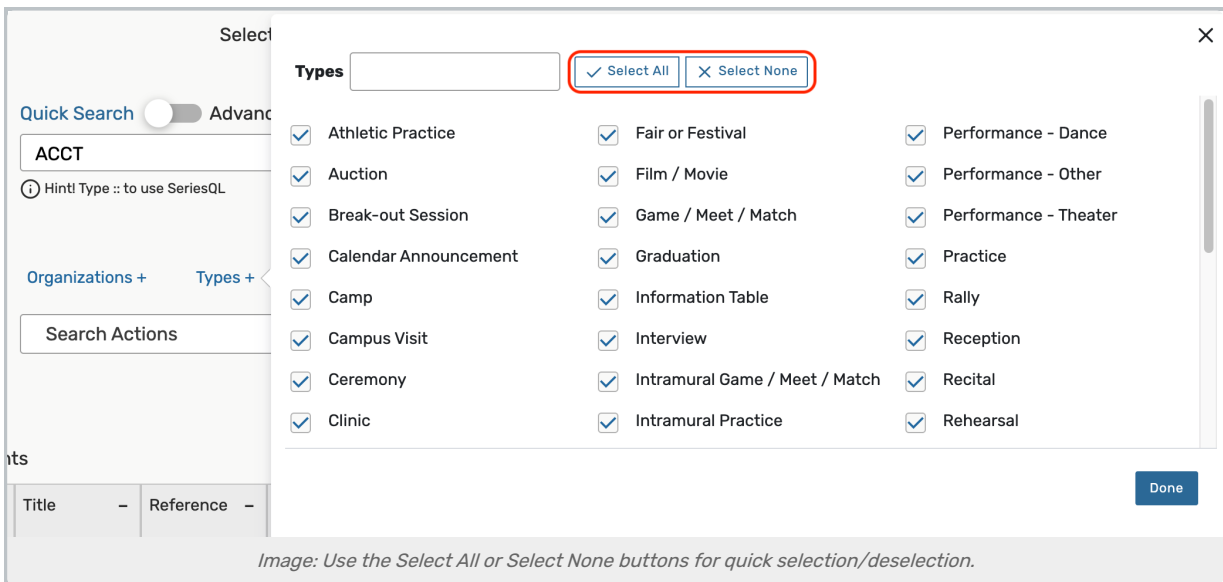 Select
Types
Select All
Select None
Quick Search
Advanc
ACCT
Hint! Type :: to use SeriesQL
Organizations +
Types +
Search Actions
Athletic Practice
Auction
Break-out Session
Calendar Announcement
Camp
Campus Visit
Ceremony
Clinic
Fair or Festival
Film / Movie
Game / Meet / Match
Graduation
Information Table
Interview
Intramural Game / Meet / Match
Intramural Practice
Performance - Dance
Performance - Other
Performance - Theater
Practice
Rally
Reception
Recital
Rehearsal
nts
Title –
Reference –
Done
Image: Use the Select All or Select None buttons for quick selection/deselection.